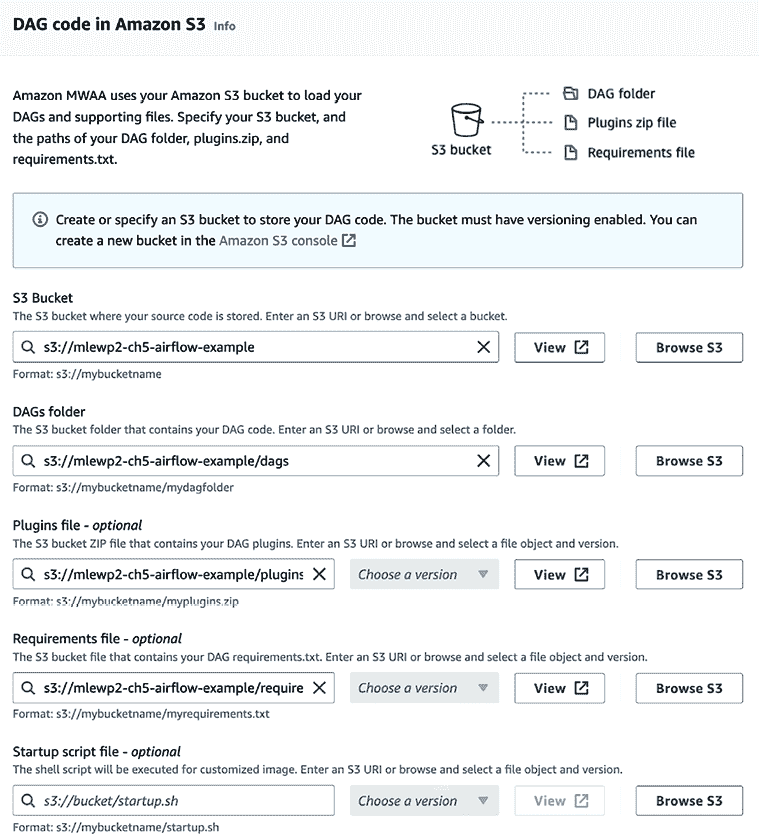 DAG code in Amazon S3 Info
Amazon MWAA uses your Amazon S3 bucket to load your
DAGs and supporting files. Specify your S3 bucket, and
the paths of your DAG folder, plugins.zip, and
requirements.txt.
S3 bucket
DAG folder
Plugins zip file
Requirements file
Create or specify an S3 bucket to store your DAG code. The bucket must have versioning enabled. You can
create a new bucket in the Amazon S3 console
S3 Bucket
The S3 bucket where your source code is stored. Enter an S3 URI or browse and select a bucket.
s3://mlewp2-ch5-airflow-example View Browse S3
Format: s3://mybucketname
DAGs folder
The S3 bucket folder that contains your DAG code. Enter an S3 URI or browse and select a folder.
s3://mlewp2-ch5-airflow-example/dags View Browse S3
Format: s3://mybucketname/mydagfolder
Plugins file - optional
The S3 bucket ZIP file that contains your DAG plugins. Enter an S3 URI or browse and select a file object and version.
s3://mlewp2-ch5-airflow-example/plugins Choose a version View Browse S3
Format: s3://mybucketname/myplugins.zip
Requirements file - optional
The S3 bucket file that contains your DAG requirements.txt. Enter an S3 URI or browse and select a file object and version.
s3://mlewp2-ch5-airflow-example/require Choose a version View Browse S3
Format: s3://mybucketname/myrequirements.txt
Startup script file - optional
The shell script will be executed for customized image. Enter an S3 URI or browse and select a file object and version.
s3://bucket/startup.sh Choose a version View Browse S3
Format: s3://mybucketname/startup.sh